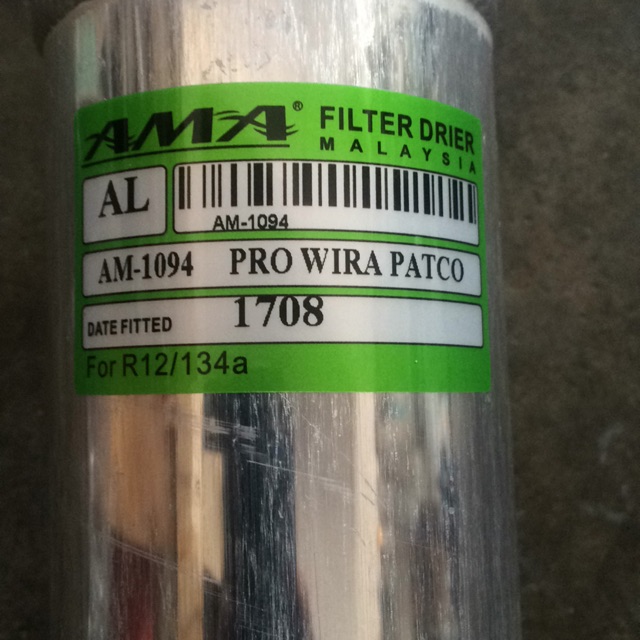 AMA® FILTER DRIER
MALAYSIA
AL
AM-1094
AM-1094 PRO WIRA PATCO
DATE FITTED 1708
For R12/134a